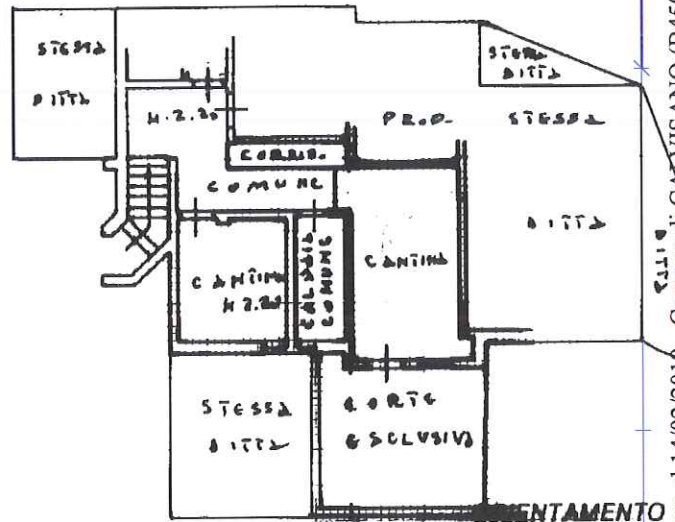 STESSA
DITTA
STESSA
DITTA
H.2.20
PROP. STESSA
DITTA
CORRID.
COMUNE
CANTINA
H 2.20
CALDAIA
COMUNE
CANTINA
DITTA
STESSA
DITTA
CORTE
ESCLUSIVA
ENTAMENTO